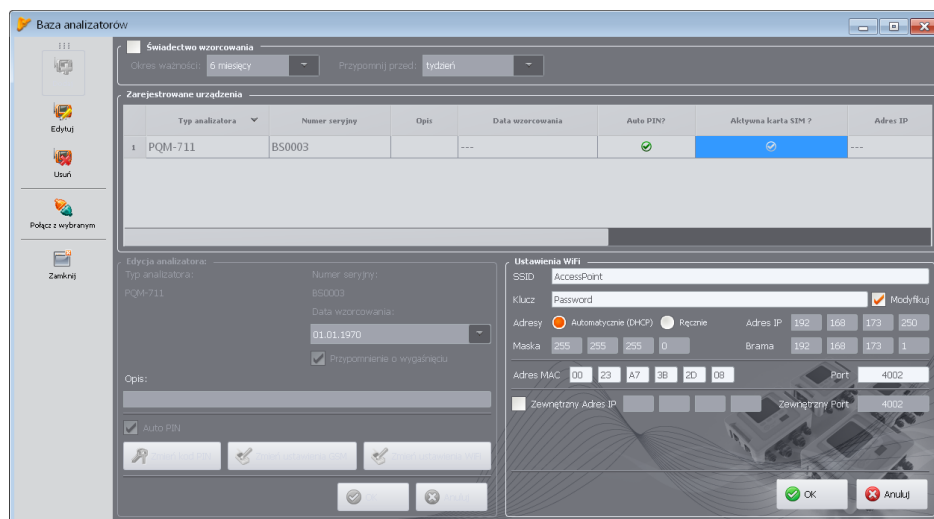 Baza analizatorów
Świadectwo wzorcowania
Okres ważności: 6 miesięcy Przypomnij przed: tydzień
Edytuj
Usuń
Połącz z wybranym
Zamknij
Zarejestrowane urządzenia
Typ analizatora Numer seryjny Opis Data wzorcowania Auto PIN? Aktywna karta SIM ? Adres IP
1 PQM-711 BS0003 --- ---
Edycja analizatora:
Typ analizatora: Numer seryjny:
PQM-711 BS0003
Data wzorcowania:
01.01.1970
Przypomnienie o wygaśnięciu
Opis:
Auto PIN
Ustawienia WiFi
SSID AccessPoint
Klucz Password Modyfikuj
Adresy Automatycznie (DHCP) Ręcznie Adres IP 192 168 173 250
Maska 255 255 255 0 Brama 192 168 173 1
Adres MAC 00 23 A7 3B 2D 08 Port 4002
Zewnętrzny Adres IP Zewnętrzny Port 4002
OK Anuluj